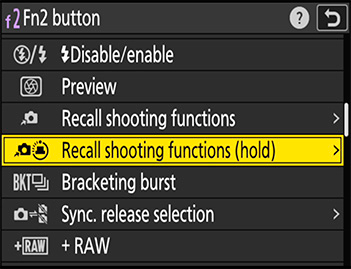 f2 Fn2 button ?
Disable/enable
Preview
Recall shooting functions >
Recall shooting functions (hold) >
BKT Bracketing burst
Sync. release selection >
+RAW + RAW